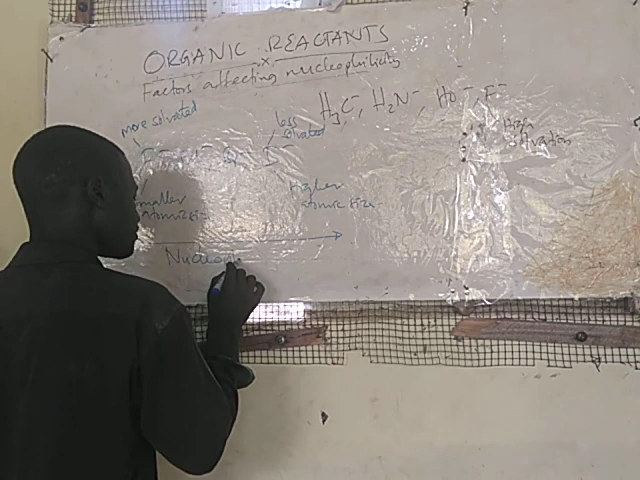 ORGANIC REACTANTS
Factors affecting nucleophilicity
more solvated
less solvated
H₃C⁻, H₂N⁻, HO⁻, F⁻
High solvation
smaller
atomic size
Higher
atomic size
Nucleop